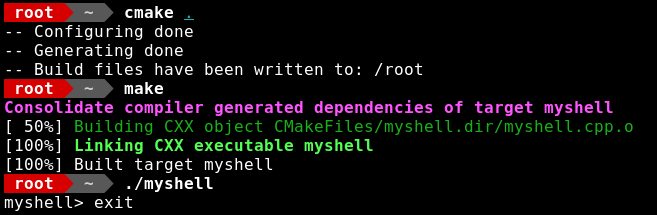 root ~ cmake .
-- Configuring done
-- Generating done
-- Build files have been written to: /root
root ~ make
Consolidate compiler generated dependencies of target myshell
[ 50%] Building CXX object CMakeFiles/myshell.dir/myshell.cpp.o
[100%] Linking CXX executable myshell
[100%] Built target myshell
root ~ ./myshell
myshell> exit